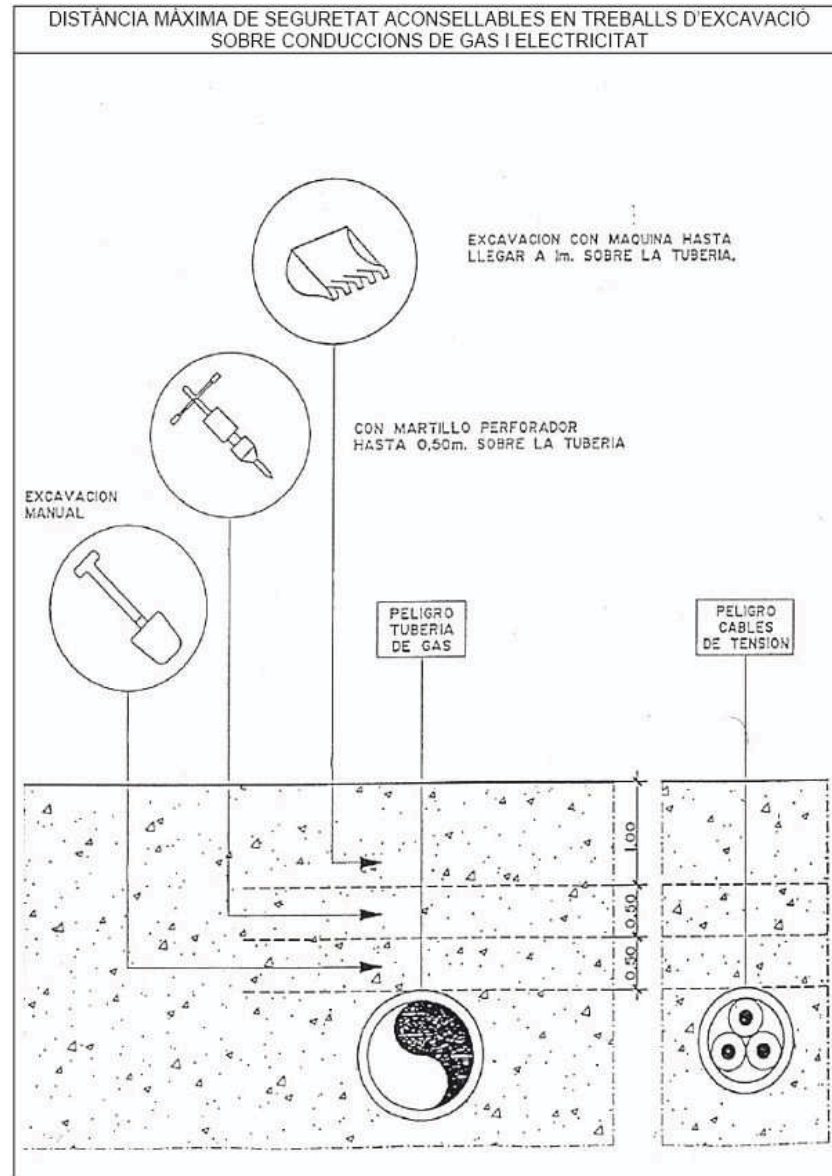 DISTÀNCIA MÀXIMA DE SEGURETAT ACONSELLABLES EN TREBALLS D'EXCAVACIÓ
SOBRE CONDUCCIONS DE GAS I ELECTRICITAT
EXCAVACION CON MAQUINA HASTA
LLEGAR A 1m. SOBRE LA TUBERIA.
CON MARTILLO PERFORADOR
HASTA 0,50m. SOBRE LA TUBERIA
EXCAVACION
MANUAL
PELIGRO
TUBERIA
DE GAS
PELIGRO
CABLES
DE TENSION
1.00
0.50
0.50